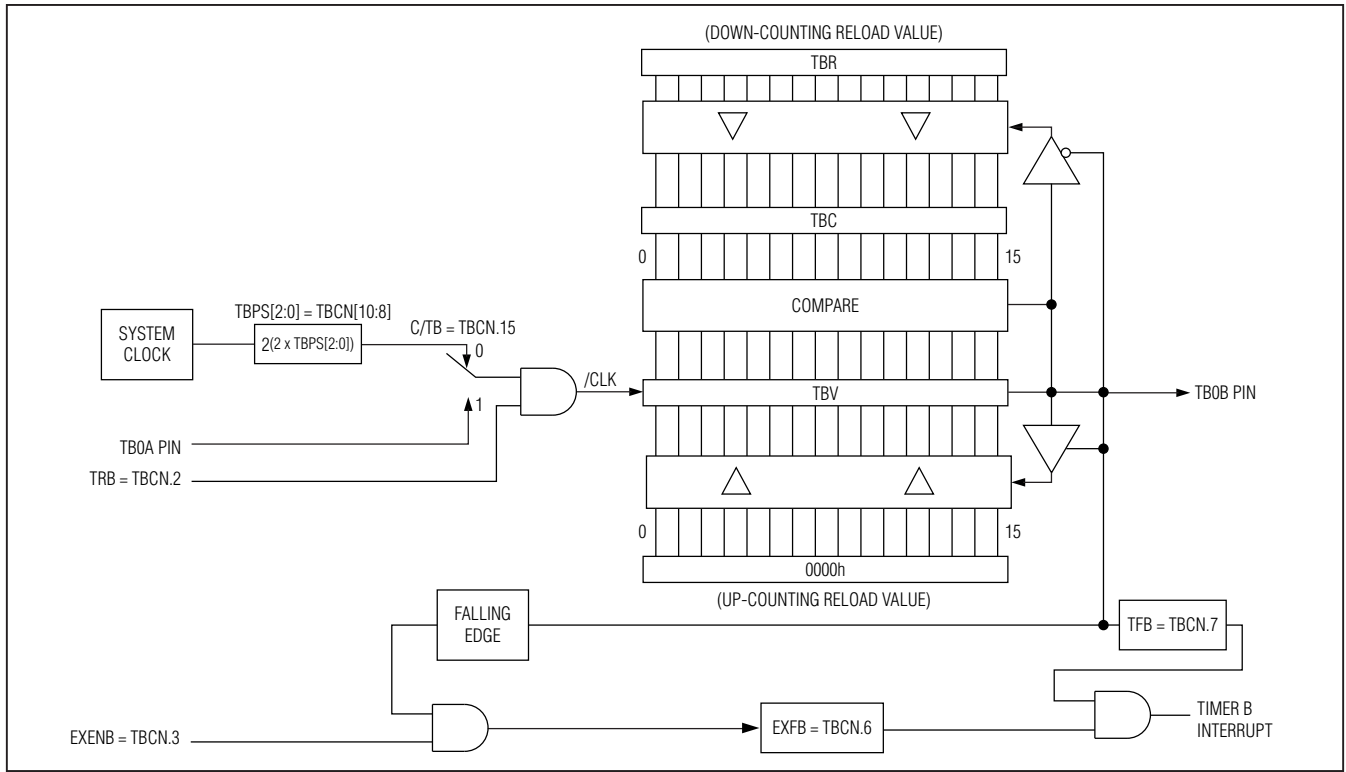 (DOWN-COUNTING RELOAD VALUE)
TBR
TBC
0
15
COMPARE
TBPS[2:0] = TBCN[10:8]
C/TB = TBCN.15
SYSTEM
CLOCK
2(2 x TBPS[2:0])
0
/CLK
TBV
TB0B PIN
1
TB0A PIN
TRB = TBCN.2
0
15
0000h
(UP-COUNTING RELOAD VALUE)
FALLING
EDGE
TFB = TBCN.7
EXENB = TBCN.3
EXFB = TBCN.6
TIMER B
INTERRUPT